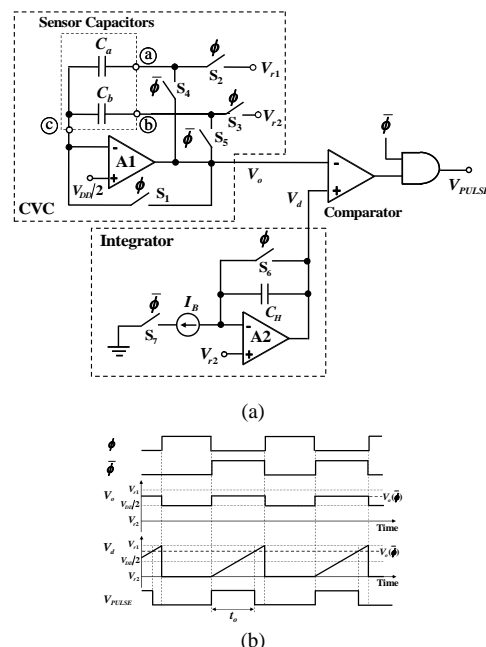 Sensor Capacitors
C_a
ⓐ
ϕ
S_2
V_r1
ϕ̄
S_4
C_b
ϕ
ⓒ
ⓑ
S_3
V_r2
ϕ̄
S_5
-
A1
+
V_DD/2
ϕ
S_1
CVC
V_o
V_d
-
+
Comparator
ϕ̄
V_PULSE
Integrator
ϕ
S_6
C_H
ϕ̄
S_7
I_B
-
A2
+
V_r2
(a)
ϕ
ϕ̄
V_o
V_r1
V_DD/2
V_r2
V_o(ϕ̄)
Time
V_d
V_r1
V_DD/2
V_r2
V_o(ϕ̄)
Time
V_PULSE
t_o
(b)